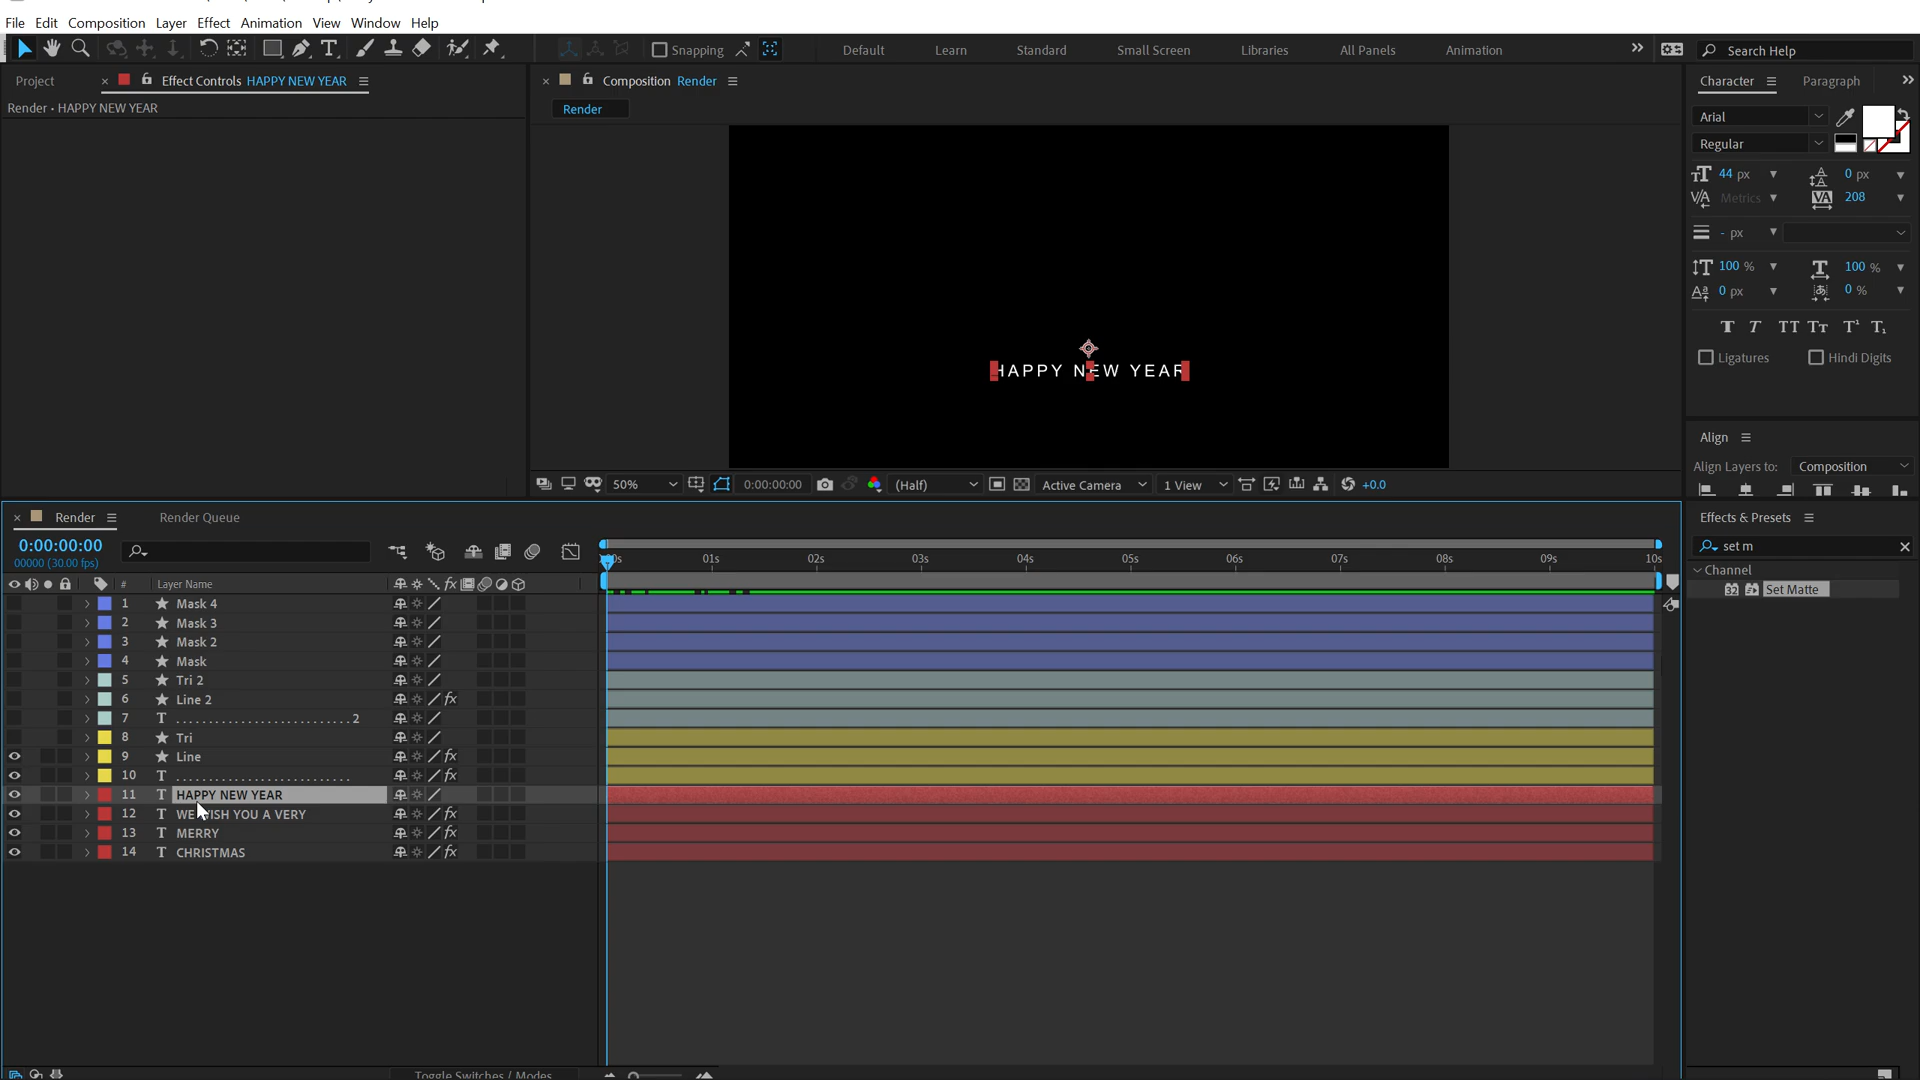 File Edit Composition Layer Effect Animation View Window Help
Snapping Default Learn Standard Small Screen Libraries All Panels Animation Search Help
Project Effect Controls HAPPY NEW YEAR
Composition Render
Character Paragraph
Render • HAPPY NEW YEAR
Render
Arial
Regular
44 px 0 px
Metrics 208
- px
100 % 100 %
0 px 0 %
Ligatures Hindi Digits
HAPPY NEW YEAR
Align
Align Layers to: Composition
50% 0:00:00:00 (Half) Active Camera 1 View +0.0
Render Render Queue
Effects & Presets
set m
Channel
32 Set Matte
0:00:00:00
00000 (30.00 fps)
01s 02s 03s 04s 05s 06s 07s 08s 09s 10s
# Layer Name
1 Mask 4
2 Mask 3
3 Mask 2
4 Mask
5 Tri 2
6 Line 2 fx
7 T ........................... 2
8 Tri
9 Line fx
10 T ........................... fx
11 T HAPPY NEW YEAR
12 T WE WISH YOU A VERY fx
13 T MERRY fx
14 T CHRISTMAS fx
Toggle Switches / Modes